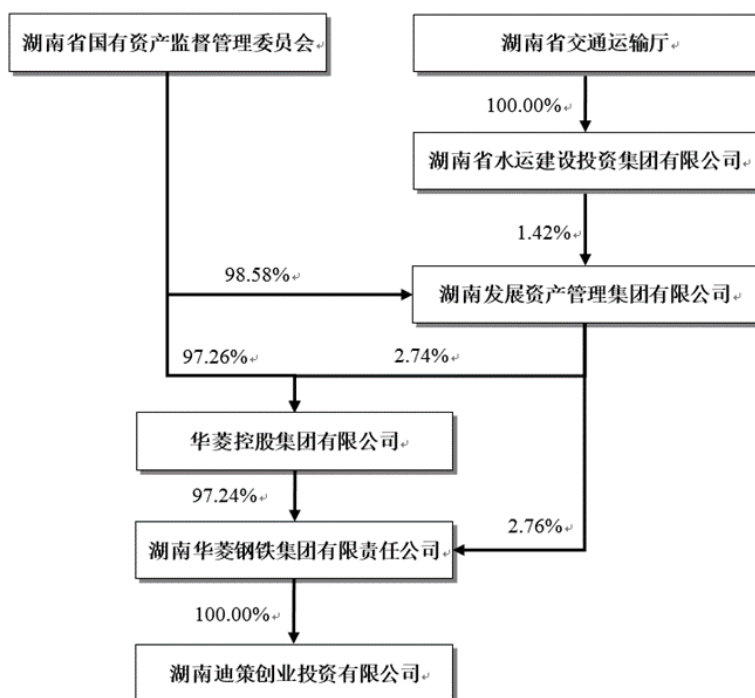 湖南省国有资产监督管理委员会
湖南省交通运输厅
100.00%
湖南省水运建设投资集团有限公司
1.42%
98.58%
湖南发展资产管理集团有限公司
97.26%
2.74%
华菱控股集团有限公司
97.24%
2.76%
湖南华菱钢铁集团有限责任公司
100.00%
湖南迪策创业投资有限公司